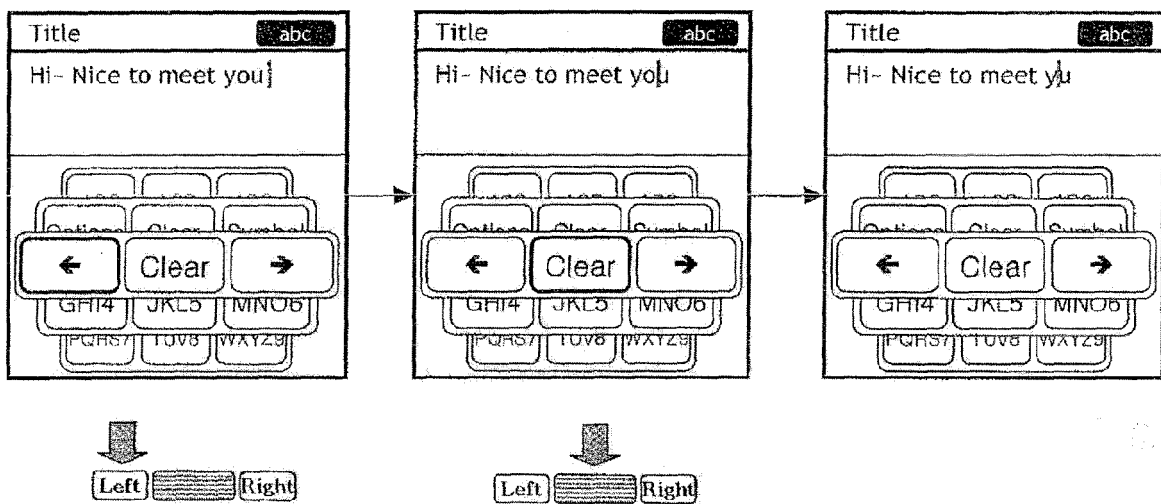 Title abc
Hi~ Nice to meet you
Options Clear Symbol
← Clear →
GHI4 JKL5 MNO6
PQRS7 TUV8 WXYZ9
Left Right
Title abc
Hi~ Nice to meet you
Options Clear Symbol
← Clear →
GHI4 JKL5 MNO6
PQRS7 TUV8 WXYZ9
Left Right
Title abc
Hi~ Nice to meet yu
Options Clear Symbol
← Clear →
GHI4 JKL5 MNO6
PQRS7 TUV8 WXYZ9